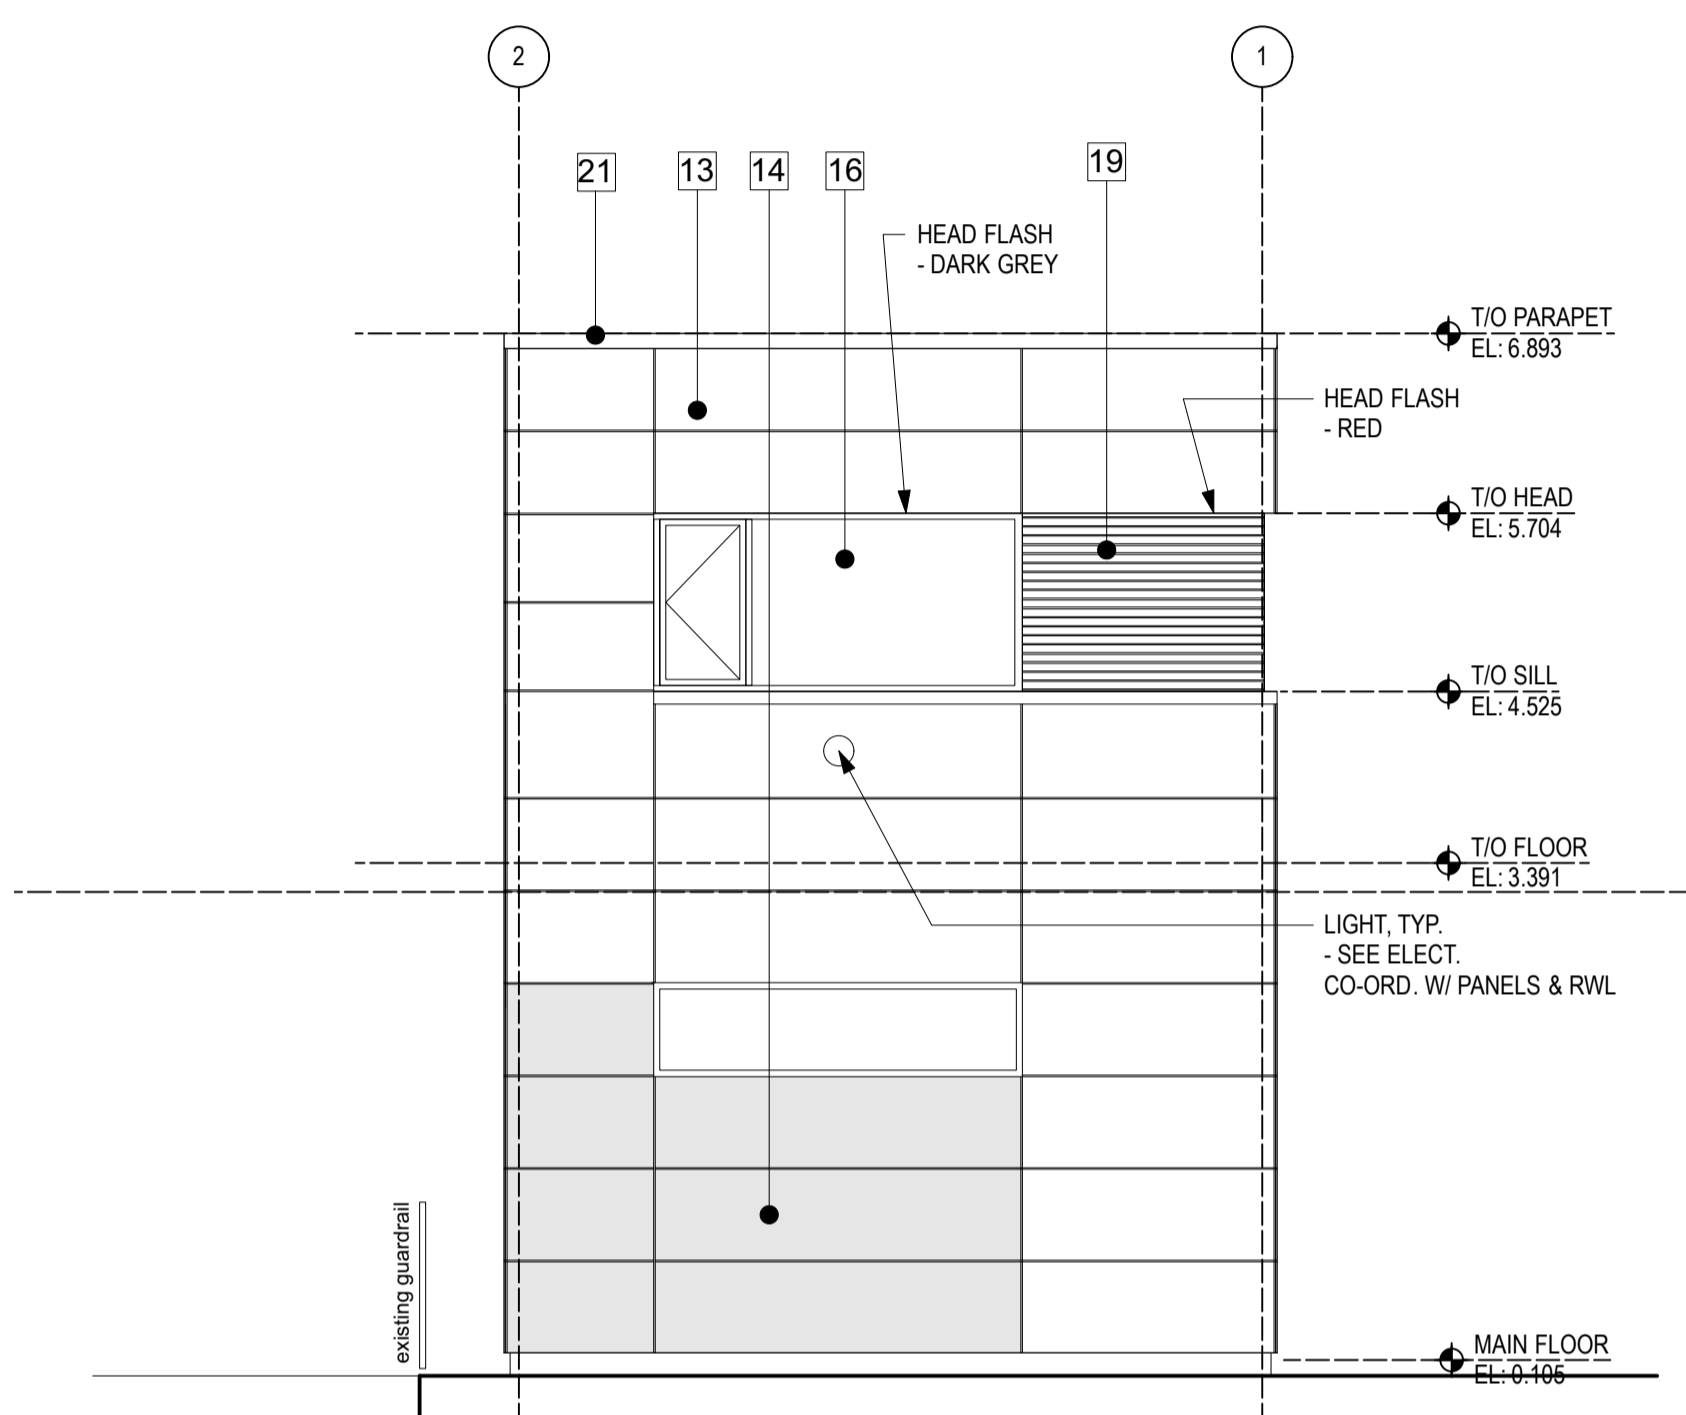 2
1
21
13
14
16
19
HEAD FLASH
- DARK GREY
T/O PARAPET
EL: 6.893
HEAD FLASH
- RED
T/O HEAD
EL: 5.704
T/O SILL
EL: 4.525
T/O FLOOR
EL: 3.391
LIGHT, TYP.
- SEE ELECT.
CO-ORD. W/ PANELS & RWL
existing guardrail
MAIN FLOOR
EL: 0.105